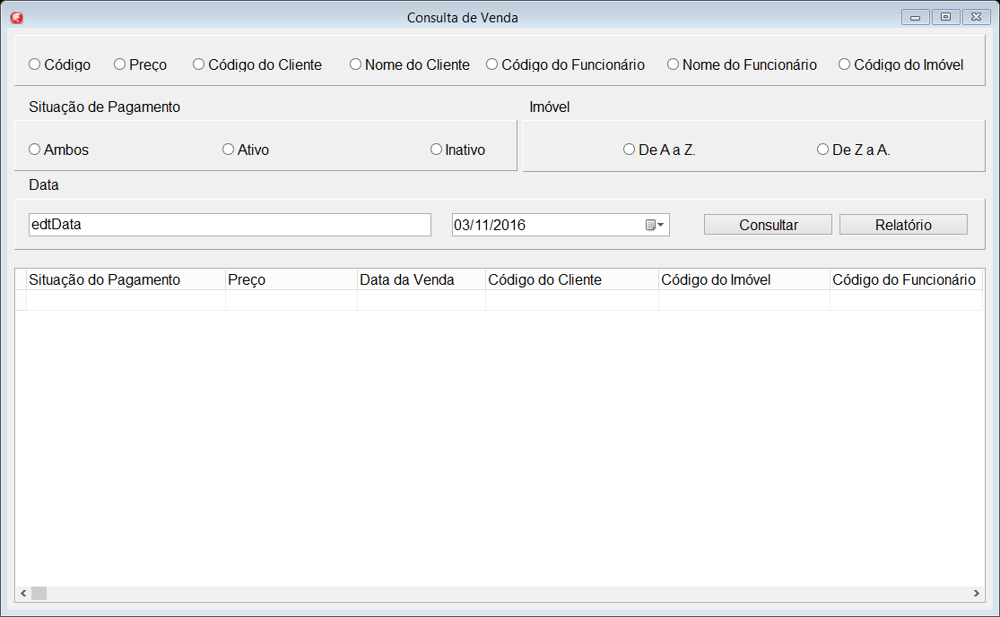 Consulta de Venda
Código Preço Código do Cliente Nome do Cliente Código do Funcionário Nome do Funcionário Código do Imóvel
Situação de Pagamento Imóvel
Ambos Ativo Inativo De A a Z. De Z a A.
Data
edtData 03/11/2016 Consultar Relatório
Situação do Pagamento Preço Data da Venda Código do Cliente Código do Imóvel Código do Funcionário